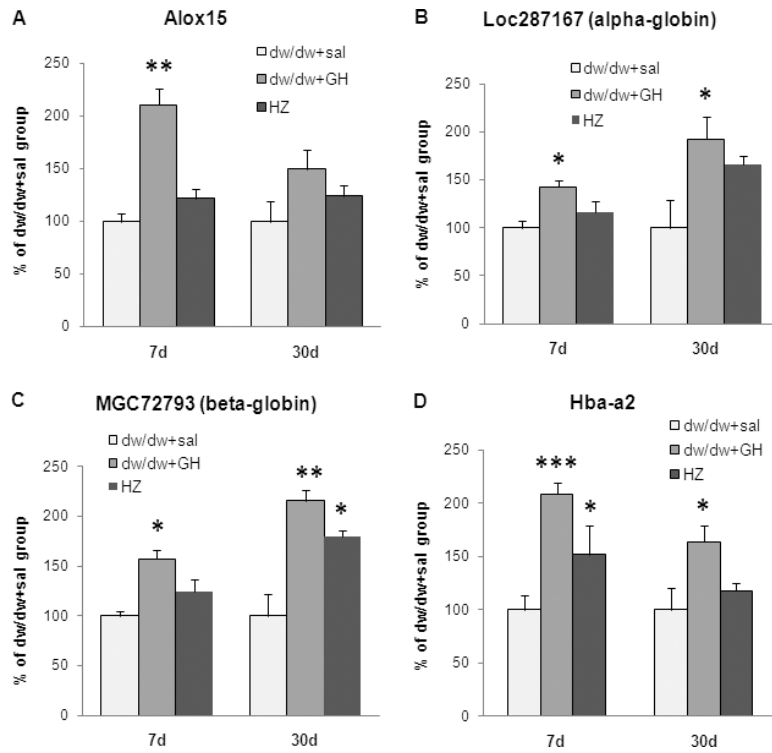 A
Alox15
% of dw/dw+sal group
250
200
150
100
50
0
**
dw/dw+sal
dw/dw+GH
HZ
7d
30d
B
Loc287167 (alpha-globin)
% of dw/dw+sal group
250
200
150
100
50
0
dw/dw+sal
dw/dw+GH
HZ
*
*
7d
30d
C
MGC72793 (beta-globin)
% of dw/dw+sal group
250
200
150
100
50
0
dw/dw+sal
dw/dw+GH
HZ
*
**
*
7d
30d
D
Hba-a2
% of dw/dw+sal group
250
200
150
100
50
0
dw/dw+sal
dw/dw+GH
HZ
***
*
*
7d
30d